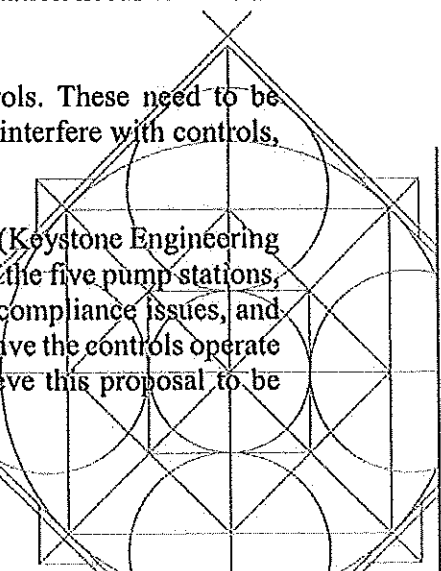 rols. These need to be
interfere with controls,
(Keystone Engineering
the five pump stations,
compliance issues, and
ive the controls operate
eve this proposal to be